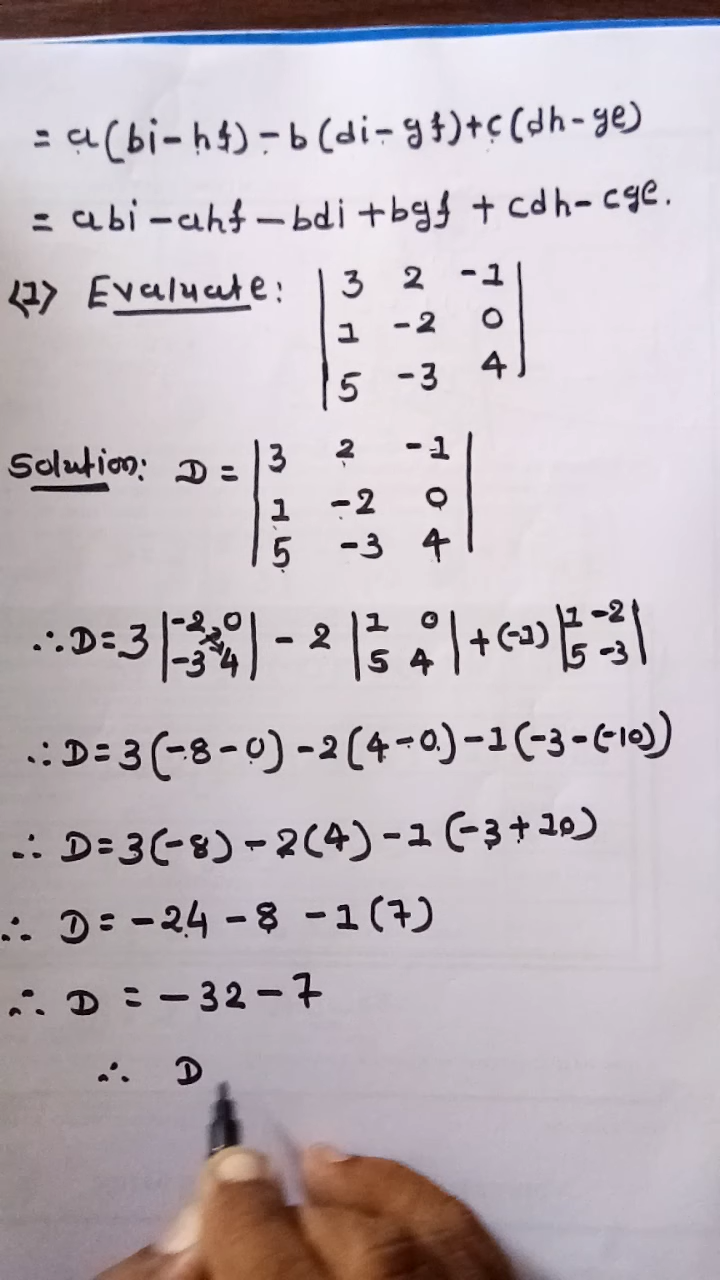 = a(bi-hf)-b(di-gf)+c(dh-ge)
= abi-ahf-bdi+bgf+cdh-cge.
<1> Evaluate: | 3 2 -1 |
| 1 -2 0 |
| 5 -3 4 |
Solution: D = | 3 2 -1 |
| 1 -2 0 |
| 5 -3 4 |
∴ D = 3 | -2 0 | - 2 | 1 0 | + (-1) | 1 -2 |
| -3 4 | | 5 4 | | 5 -3 |
∴ D = 3(-8-0)-2(4-0)-1(-3-(-10))
∴ D = 3(-8)-2(4)-1(-3+10)
∴ D = -24-8-1(7)
∴ D = -32-7
∴ D